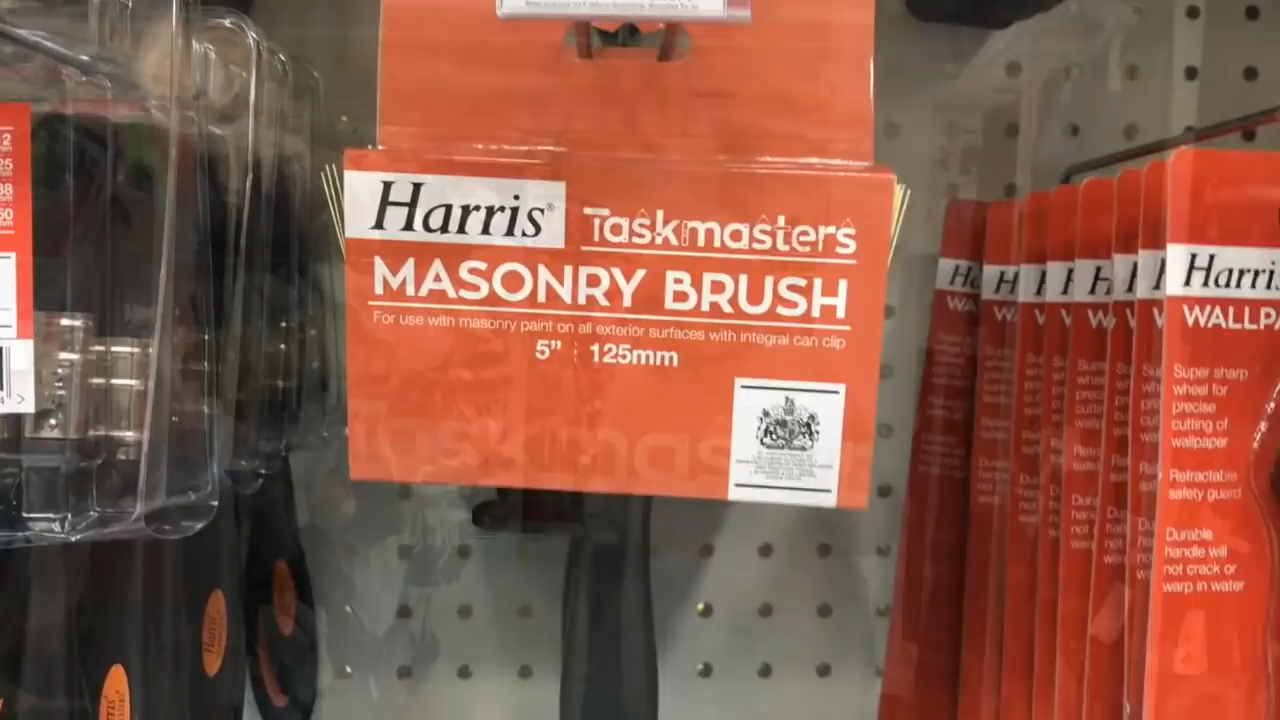 Harris®
Taskmasters
MASONRY BRUSH
For use with masonry paint on all exterior surfaces with integral can clip
5" 125mm
Harris
WALLPA
Super sharp
wheel for
precise
cutting of
wallpaper
Retractable
safety guard
Durable
handle will
not crack or
warp in water
Harris